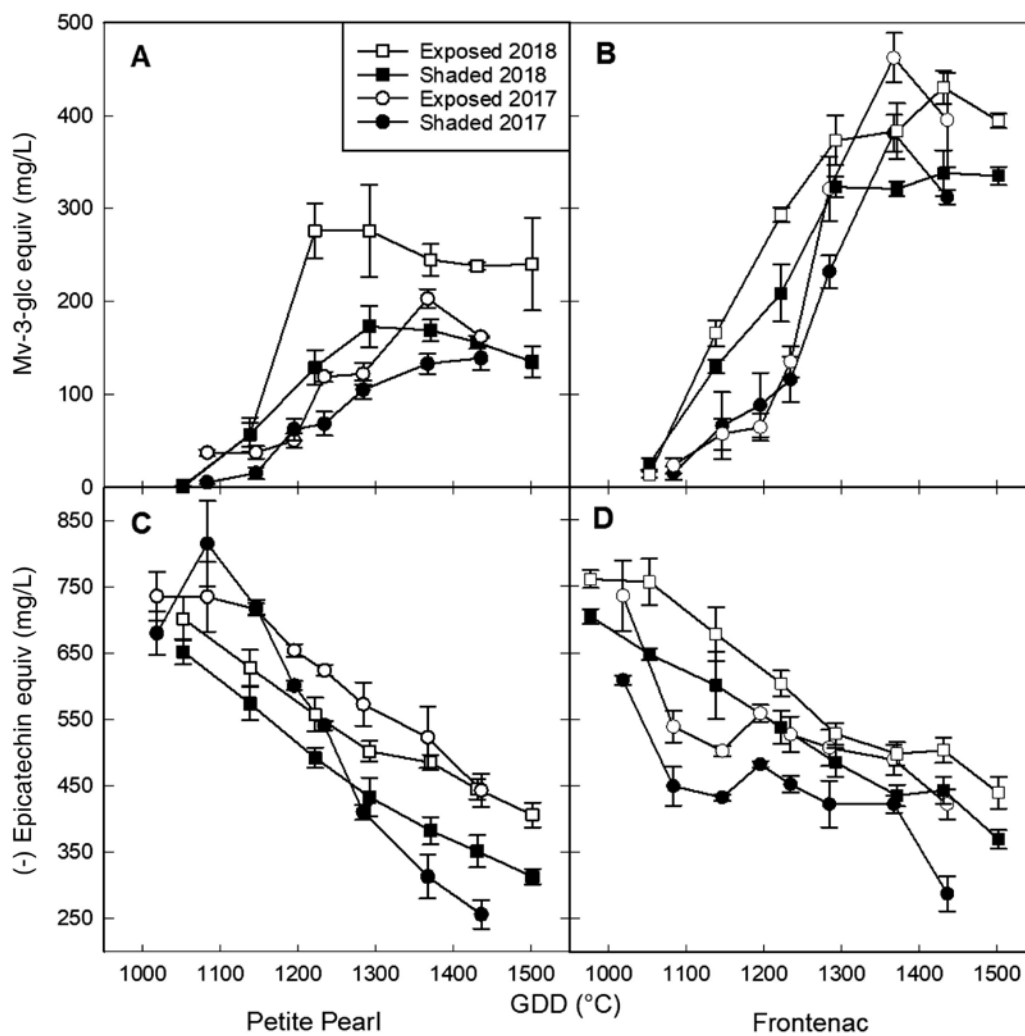 A
B
Exposed 2018
Shaded 2018
Exposed 2017
Shaded 2017
Mv-3-glc equiv (mg/L)
500
400
300
200
100
0
C
D
(-) Epicatechin equiv (mg/L)
850
750
650
550
450
350
250
1000 1100 1200 1300 1400 1500
1000 1100 1200 1300 1400 1500
GDD (°C)
Petite Pearl
Frontenac